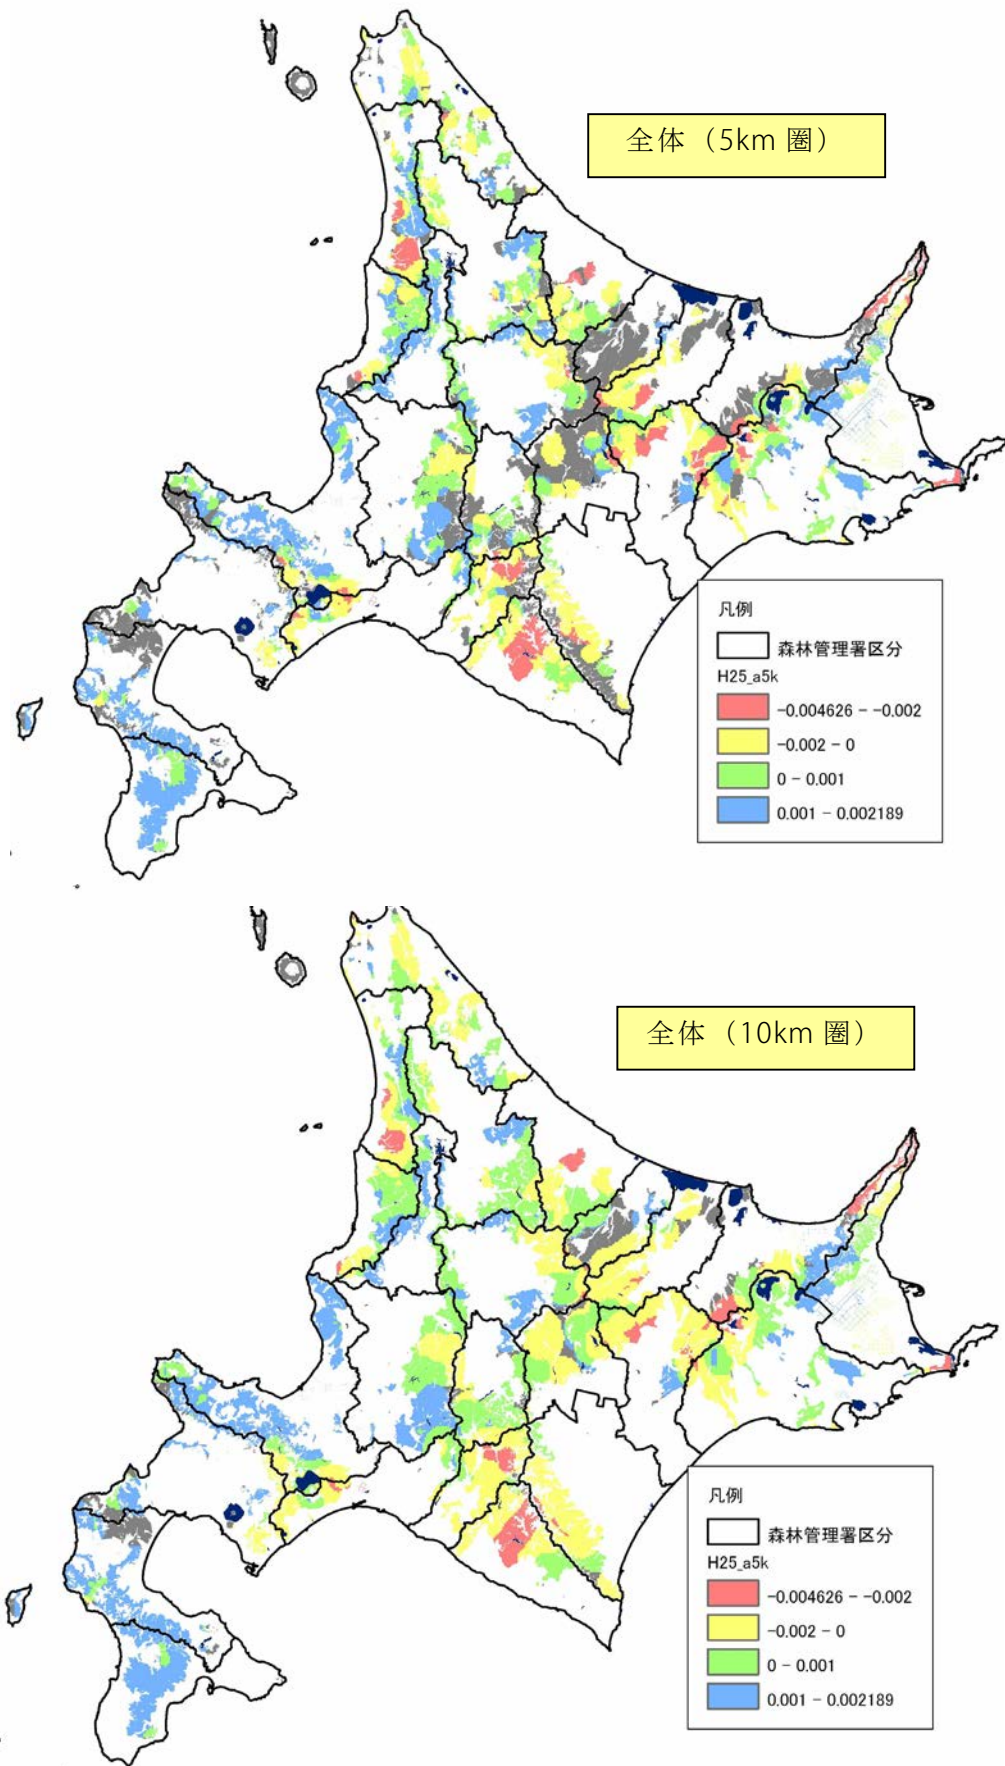 全体（5km 圏）
凡例
森林管理署区分
H25_a5k
-0.004626 - -0.002
-0.002 - 0
0 - 0.001
0.001 - 0.002189
全体（10km 圏）
凡例
森林管理署区分
H25_a5k
-0.004626 - -0.002
-0.002 - 0
0 - 0.001
0.001 - 0.002189